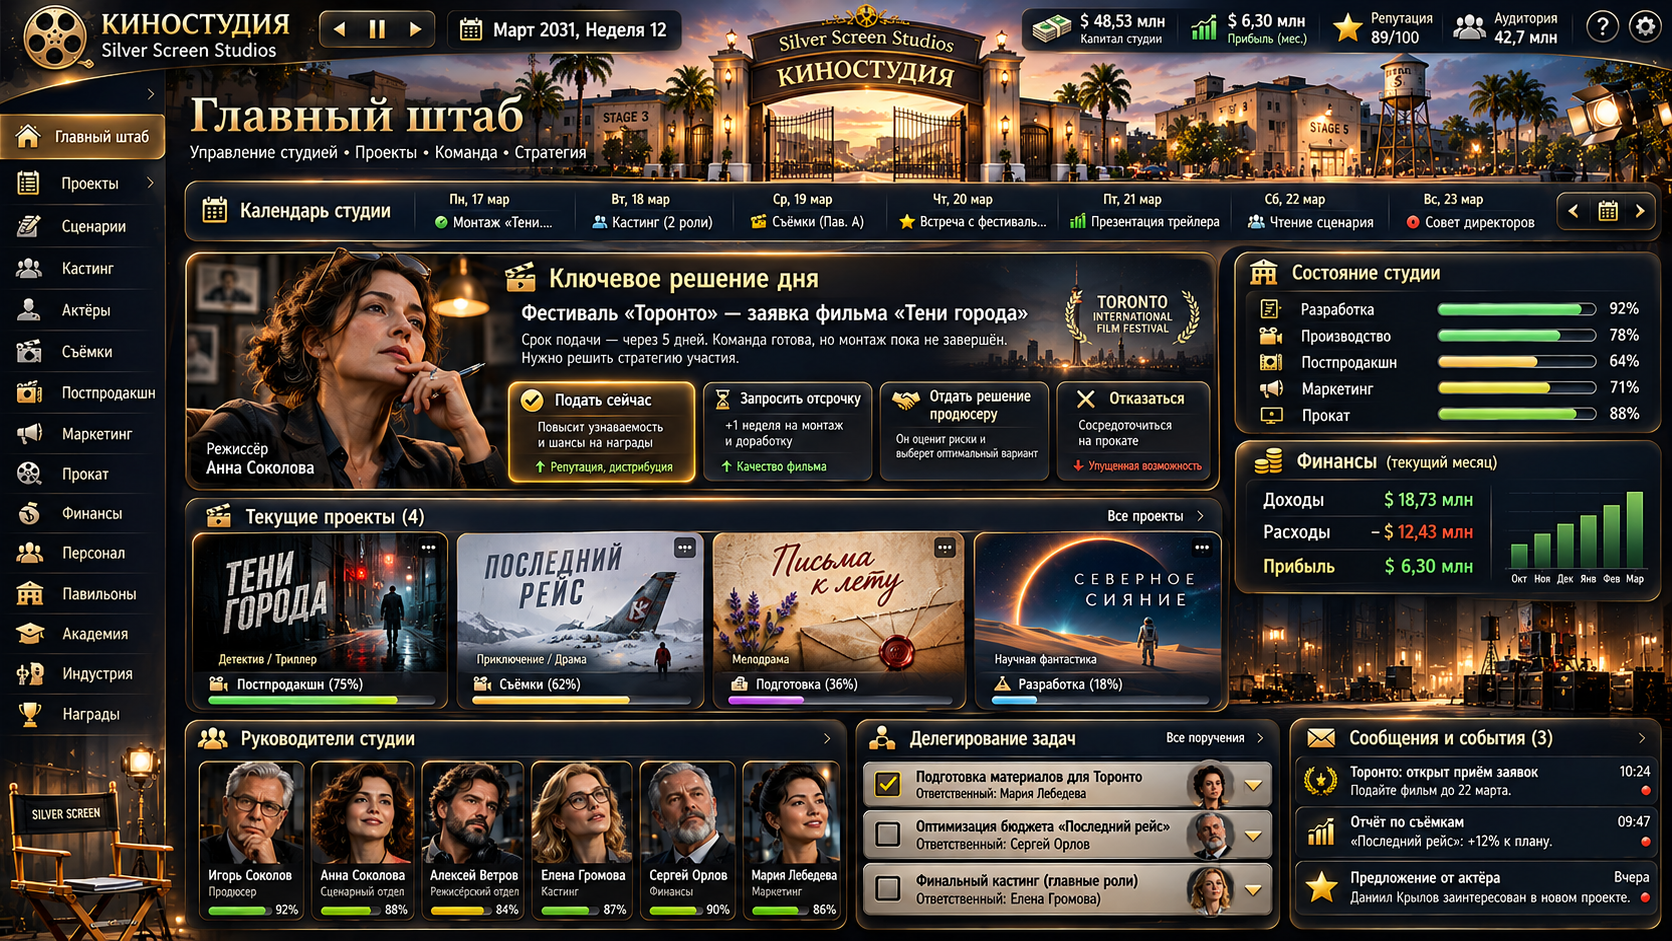 КИНОСТУДИЯ
Silver Screen Studios
Март 2031, Неделя 12
Silver Screen Studios
КИНОСТУДИЯ
$ 48,53 млн
Капитал студии
$ 6,30 млн
Прибыль (мес.)
Репутация
89/100
Аудитория
42,7 млн
?
Главный штаб
Управление студией • Проекты • Команда • Стратегия
STAGE 3
STAGE 5
Главный штаб
Проекты
Сценарии
Кастинг
Актёры
Съёмки
Постпродакшн
Маркетинг
Прокат
Финансы
Персонал
Павильоны
Академия
Индустрия
Награды
SILVER SCREEN
Календарь студии
Пн, 17 мар
Монтаж «Тени....
Вт, 18 мар
Кастинг (2 роли)
Ср, 19 мар
Съёмки (Пав. А)
Чт, 20 мар
Встреча с фестиваль...
Пт, 21 мар
Презентация трейлера
Сб, 22 мар
Чтение сценария
Вс, 23 мар
Совет директоров
Режиссёр
Анна Соколова
Ключевое решение дня
Фестиваль «Торонто» — заявка фильма «Тени города»
Срок подачи — через 5 дней. Команда готова, но монтаж пока не завершён.
Нужно решить стратегию участия.
TORONTO
INTERNATIONAL
FILM FESTIVAL
Подать сейчас
Повысит узнаваемость
и шансы на награды
Репутация, дистрибуция
Запросить отсрочку
+1 неделя на монтаж
и доработку
Качество фильма
Отдать решение
продюсеру
Он оценит риски и
выберет оптимальный вариант
Отказаться
Сосредоточиться
на прокате
Упущенная возможность
Состояние студии
Разработка 92%
Производство 78%
Постпродакшн 64%
Маркетинг 71%
Прокат 88%
Финансы (текущий месяц)
Доходы $ 18,73 млн
Расходы – $ 12,43 млн
Прибыль $ 6,30 млн
Окт Ноя Дек Янв Фев Мар
Текущие проекты (4)
Все проекты
ТЕНИ
ГОРОДА
Детектив / Триллер
Постпродакшн (75%)
ПОСЛЕДНИЙ
РЕЙС
Приключение / Драма
Съёмки (62%)
Письма
к лету
Мелодрама
Подготовка (36%)
СЕВЕРНОЕ
СИЯНИЕ
Научная фантастика
Разработка (18%)
Руководители студии
Игорь Соколов
Продюсер
92%
Анна Соколова
Сценарный отдел
88%
Алексей Ветров
Режисёрский отдел
84%
Елена Громова
Кастинг
87%
Сергей Орлов
Финансы
90%
Мария Лебедева
Маркетинг
86%
Делегирование задач
Все поручения
Подготовка материалов для Торонто
Ответственный: Мария Лебедева
Оптимизация бюджета «Последний рейс»
Ответственный: Сергей Орлов
Финальный кастинг (главные роли)
Ответственный: Елена Громова)
Сообщения и события (3)
Торонто: открыт приём заявок 10:24
Подайте фильм до 22 марта.
Отчёт по съёмкам 09:47
«Последний рейс»: +12% к плану.
Предложение от актёра Вчера
Даниил Крылов заинтересован в новом проекте.